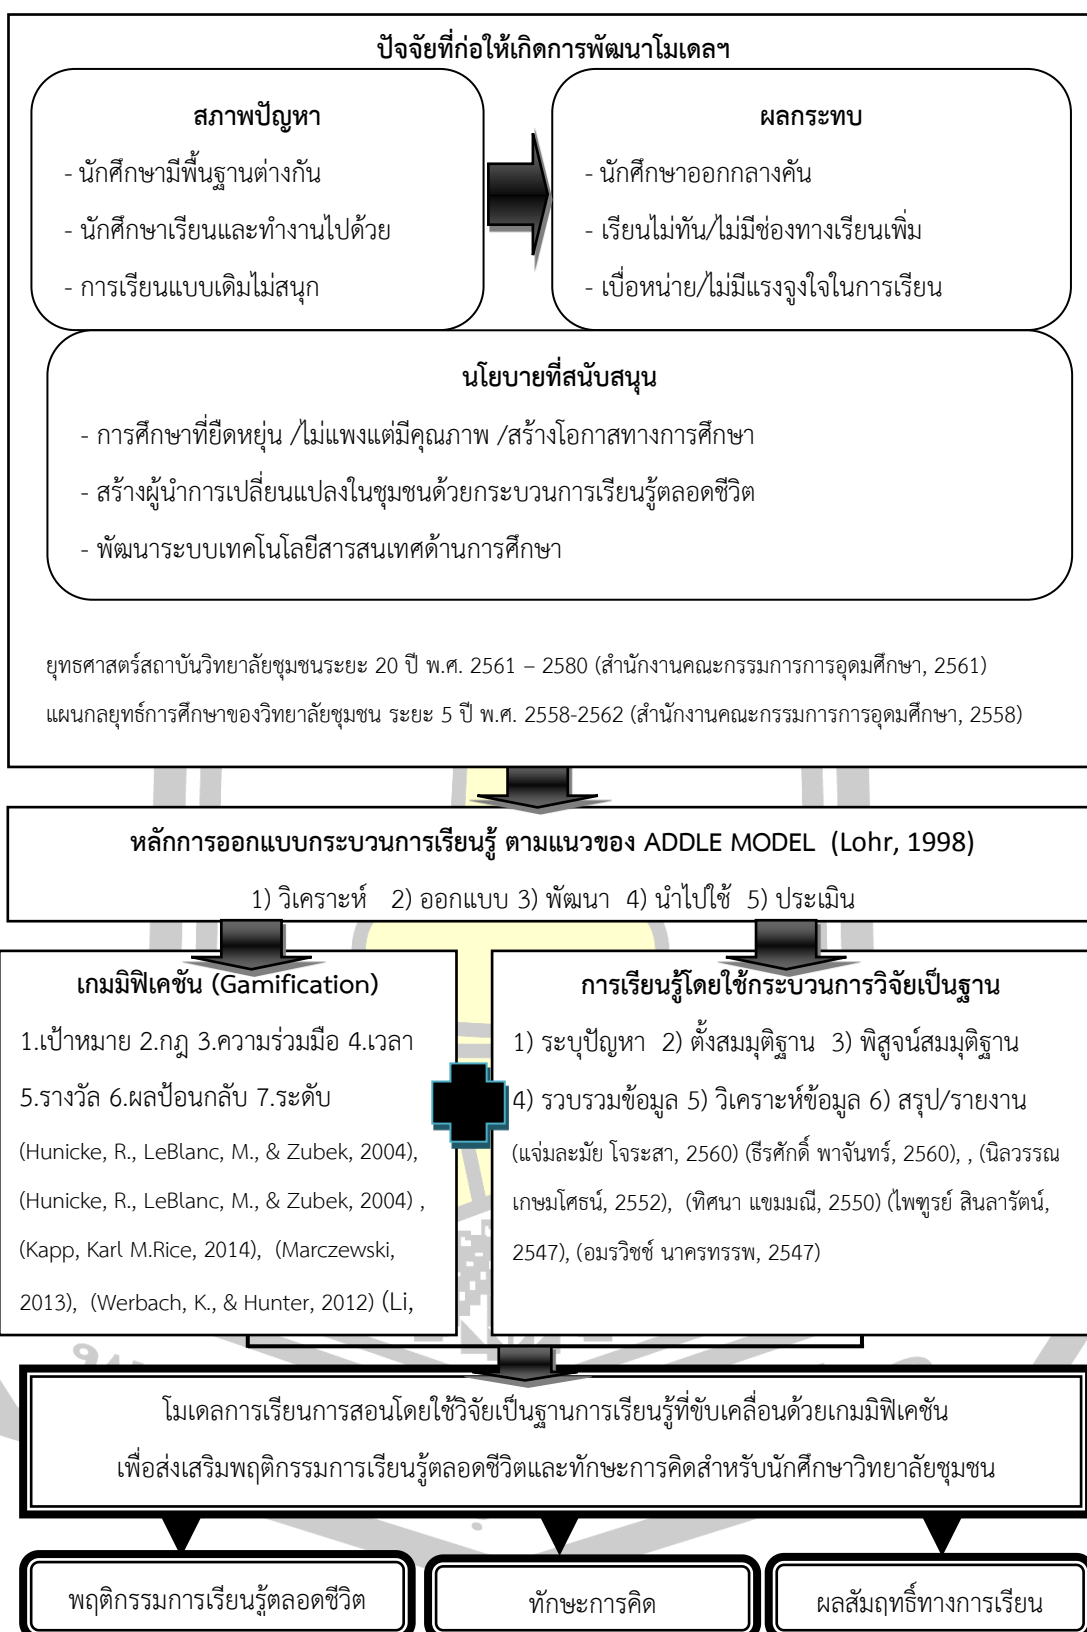 ปัจจัยที่ก่อให้เกิดการพัฒนาโมเดลฯ
สภาพปัญหา
- นักศึกษามีพื้นฐานต่างกัน
- นักศึกษาเรียนและทำงานไปด้วย
- การเรียนแบบเดิมไม่สนุก
ผลกระทบ
- นักศึกษาออกกลางคัน
- เรียนไม่ทัน/ไม่มีช่องทางเรียนเพิ่ม
- เบื่อหน่าย/ไม่มีแรงจูงใจในการเรียน
นโยบายที่สนับสนุน
- การศึกษาที่ยืดหยุ่น /ไม่แพงแต่มีคุณภาพ /สร้างโอกาสทางการศึกษา
- สร้างผู้นำการเปลี่ยนแปลงในชุมชนด้วยกระบวนการเรียนรู้ตลอดชีวิต
- พัฒนาระบบเทคโนโลยีสารสนเทศด้านการศึกษา
ยุทธศาสตร์สถาบันวิทยาลัยชุมชนระยะ 20 ปี พ.ศ. 2561 – 2580 (สำนักงานคณะกรรมการการอุดมศึกษา, 2561)
แผนกลยุทธ์การศึกษาของวิทยาลัยชุมชน ระยะ 5 ปี พ.ศ. 2558-2562 (สำนักงานคณะกรรมการการอุดมศึกษา, 2558)
หลักการออกแบบกระบวนการเรียนรู้ ตามแนวของ ADDLE MODEL (Lohr, 1998)
1) วิเคราะห์ 2) ออกแบบ 3) พัฒนา 4) นำไปใช้ 5) ประเมิน
เกมมิฟิเคชัน (Gamification)
1.เป้าหมาย 2.กฎ 3.ความร่วมมือ 4.เวลา
5.รางวัล 6.ผลป้อนกลับ 7.ระดับ
(Hunicke, R., LeBlanc, M., & Zubek, 2004),
(Hunicke, R., LeBlanc, M., & Zubek, 2004) ,
(Kapp, Karl M.Rice, 2014), (Marczewski,
2013), (Werbach, K., & Hunter, 2012) (Li,
การเรียนรู้โดยใช้กระบวนการวิจัยเป็นฐาน
1) ระบุปัญหา 2) ตั้งสมมุติฐาน 3) พิสูจน์สมมุติฐาน
4) รวบรวมข้อมูล 5) วิเคราะห์ข้อมูล 6) สรุป/รายงาน
(แจ่มละมัย โจระสา, 2560) (ธีรศักดิ์ พาจันทร์, 2560), , (นิลวรรณ
เกษมโศธน์, 2552), (ทิศนา แขมมณี, 2550) (ไพฑูรย์ สินลารัตน์,
2547), (อมรวิชช์ นาครทรรพ, 2547)
โมเดลการเรียนการสอนโดยใช้วิจัยเป็นฐานการเรียนรู้ที่ขับเคลื่อนด้วยเกมมิฟิเคชัน
เพื่อส่งเสริมพฤติกรรมการเรียนรู้ตลอดชีวิตและทักษะการคิดสำหรับนักศึกษาวิทยาลัยชุมชน
พฤติกรรมการเรียนรู้ตลอดชีวิต
ทักษะการคิด
ผลสัมฤทธิ์ทางการเรียน